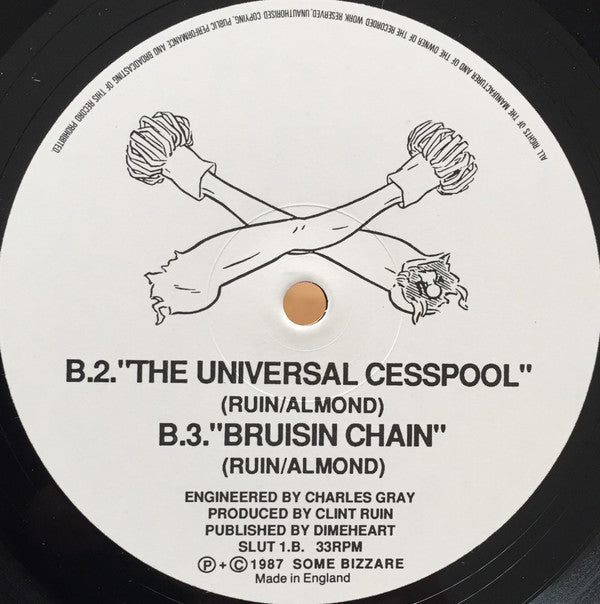 ALL RIGHTS OF THE MANUFACTURER AND OF THE OWNER OF THE RECORDED WORK RESERVED. UNAUTHORISED COPYING, PUBLIC PERFORMANCE AND BROADCASTING OF THIS RECORD PROHIBITED.
B.2."THE UNIVERSAL CESSPOOL"
(RUIN/ALMOND)
B.3."BRUISIN CHAIN"
(RUIN/ALMOND)
ENGINEERED BY CHARLES GRAY
PRODUCED BY CLINT RUIN
PUBLISHED BY DIMEHEART
SLUT 1.B. 33RPM
Ⓟ+Ⓒ1987 SOME BIZZARE
Made in England